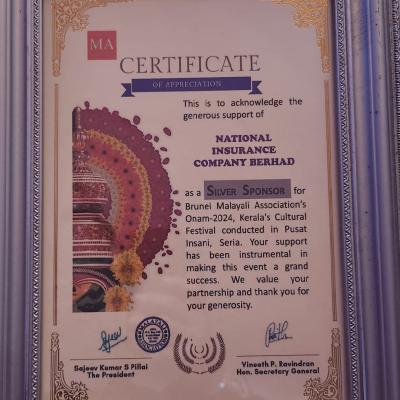 MA
CERTIFICATE
OF APPRECIATION
This is to acknowledge the
generous support of
NATIONAL
INSURANCE
COMPANY BERHAD
as a SILVER SPONSOR for
Brunei Malayali Association's
Onam-2024, Kerala's Cultural
Festival conducted in Pusat
Insani, Seria. Your support
has been instrumental in
making this event a grand
success. We value your
partnership and thank you for
your generosity.
Sajeev Kumar S Pillai
The President
Vineeth P. Ravindran
Hon. Secretary General